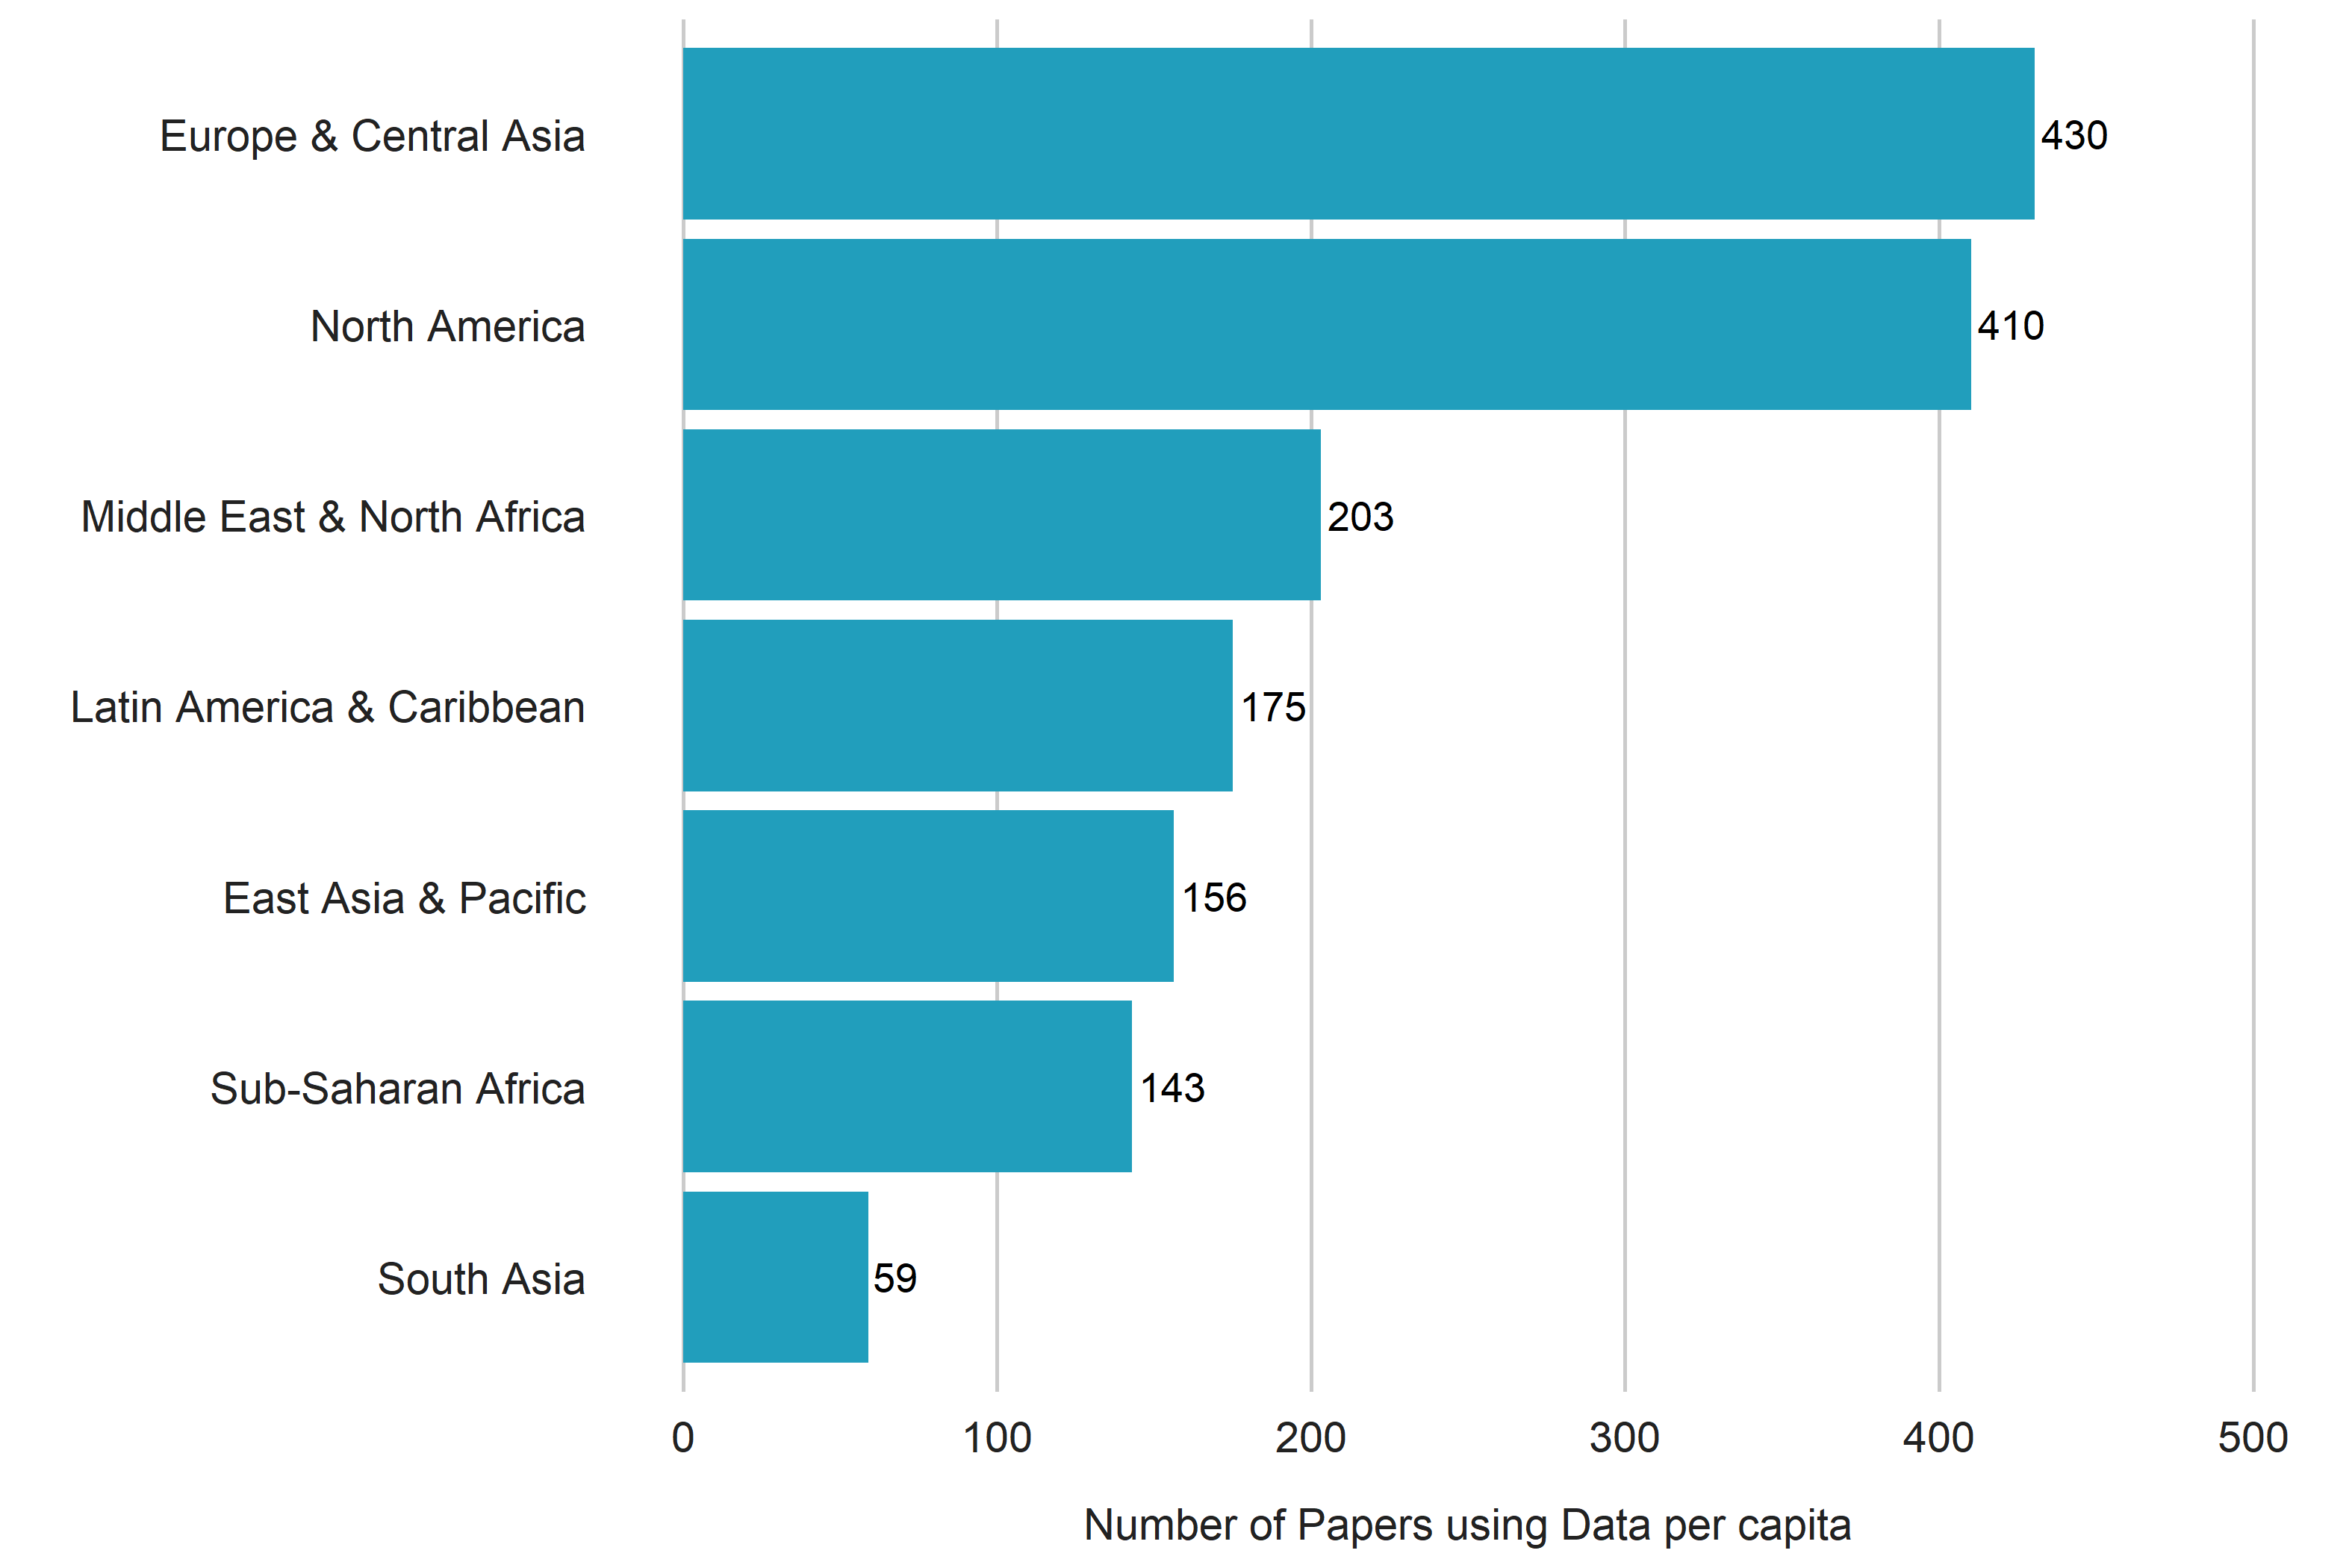 Europe & Central Asia
430
North America
410
Middle East & North Africa
203
Latin America & Caribbean
175
East Asia & Pacific
156
Sub-Saharan Africa
143
South Asia
59
0 100 200 300 400 500
Number of Papers using Data per capita